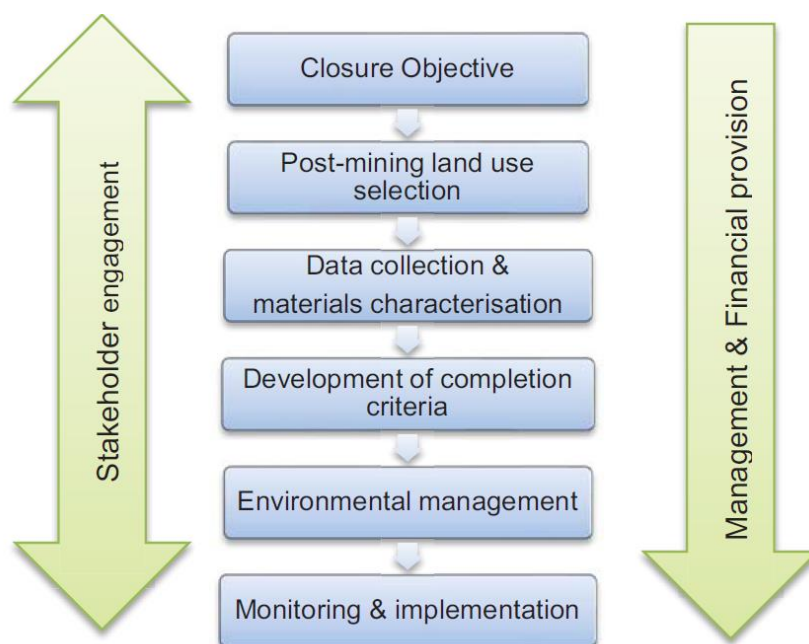 Closure Objective
Post-mining land use
selection
Data collection &
materials characterisation
Development of completion
criteria
Environmental management
Monitoring & implementation
Stakeholder engagement
Management & Financial provision